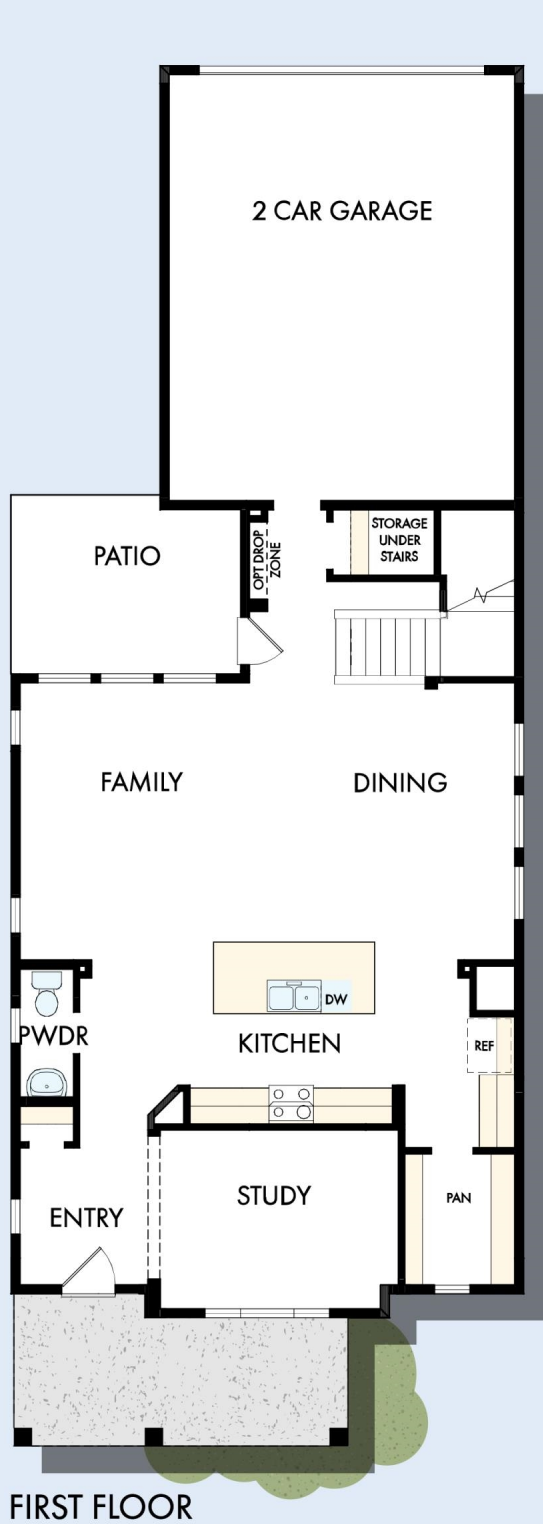 2 CAR GARAGE
PATIO
OPT DROP
ZONE
STORAGE
UNDER
STAIRS
FAMILY
DINING
DW
PWDR
KITCHEN
REF
STUDY
PAN
ENTRY
FIRST FLOOR